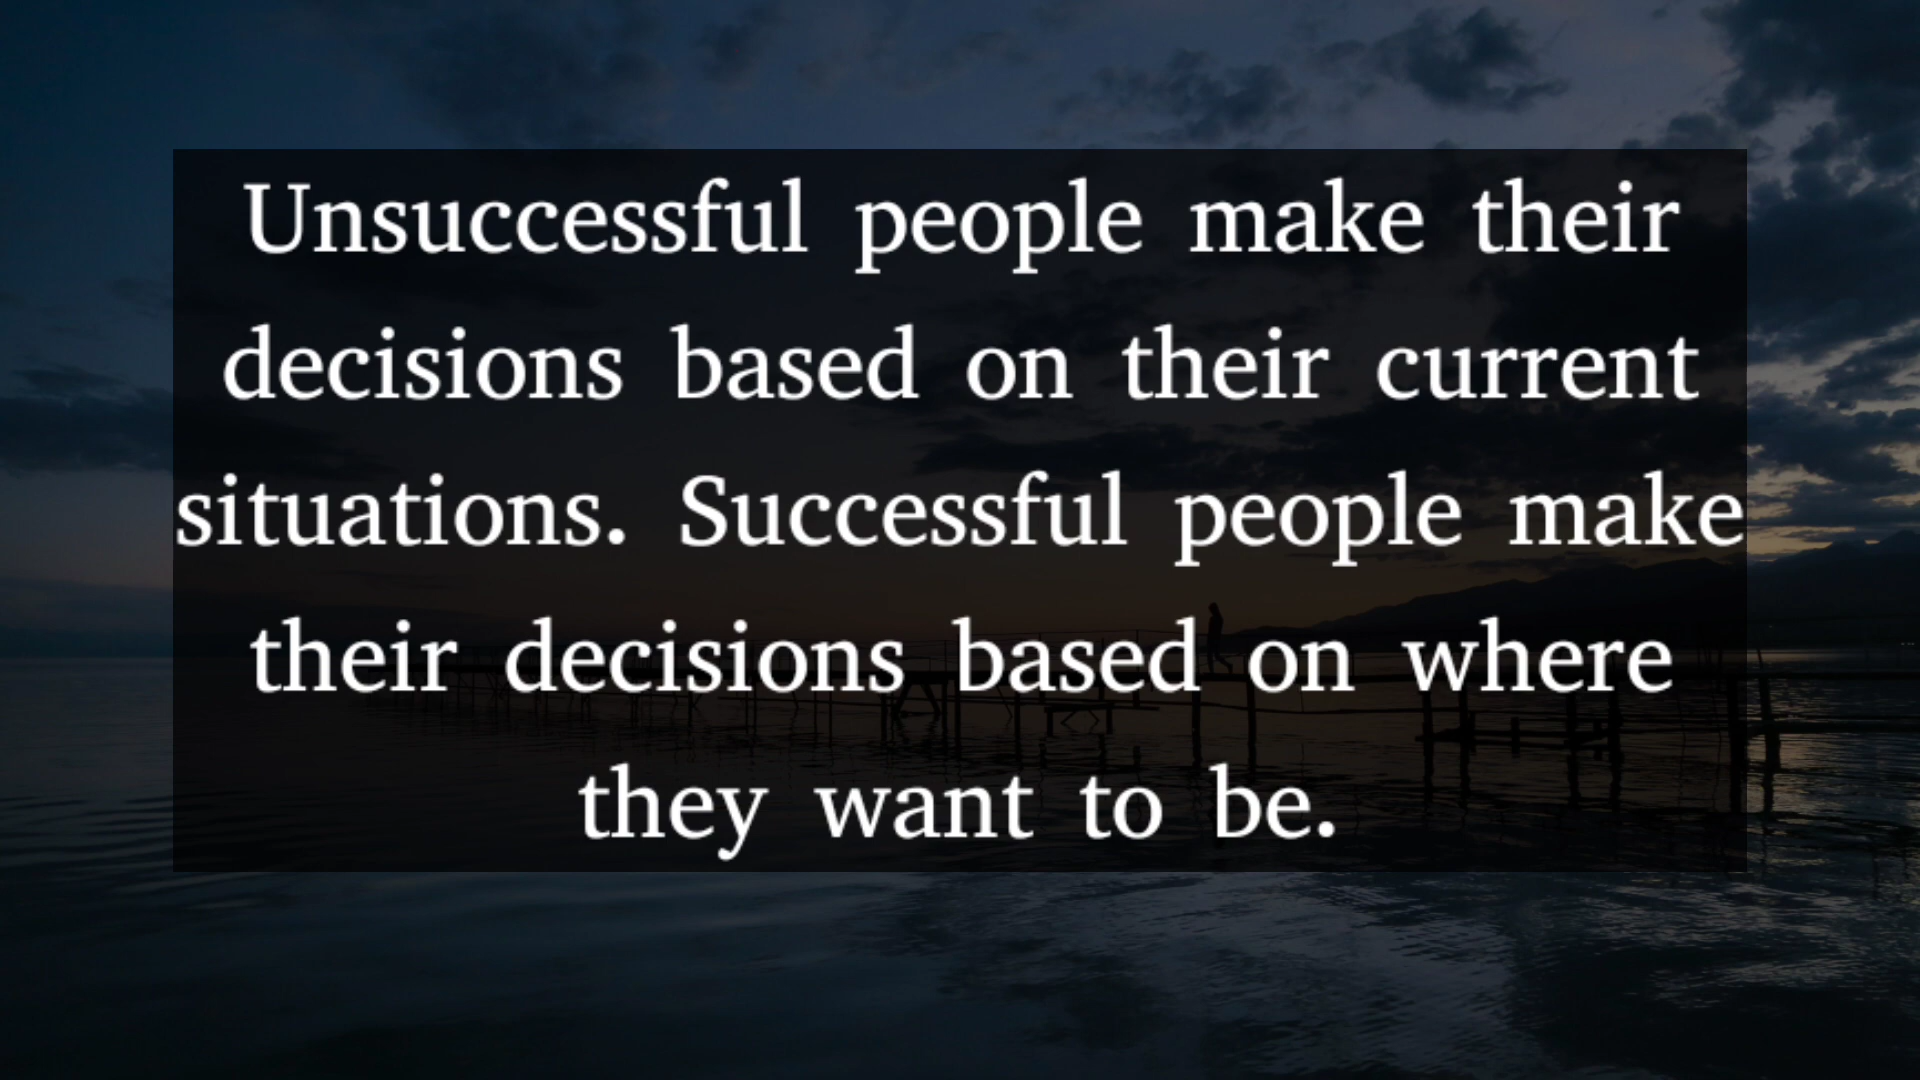 Unsuccessful people make their
decisions based on their current
situations. Successful people make
their decisions based on where
they want to be.